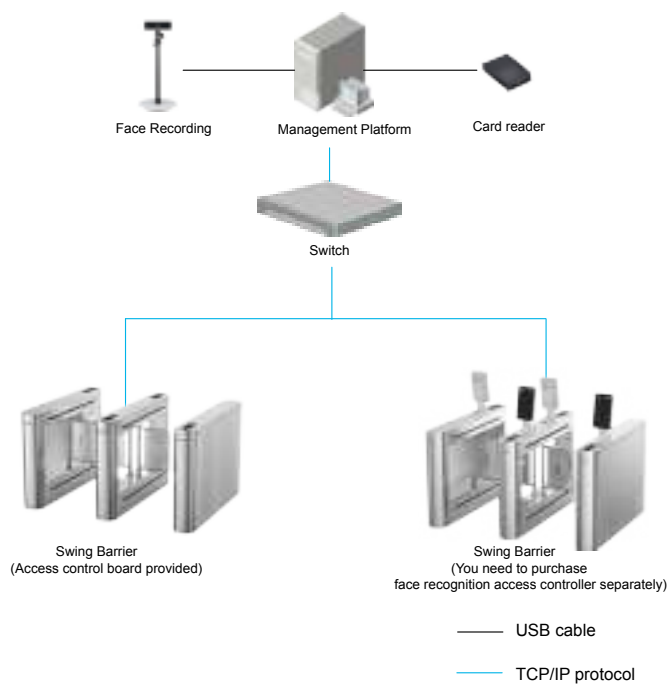 Face Recording
Management Platform
Card reader
Switch
Swing Barrier
(Access control board provided)
Swing Barrier
(You need to purchase
face recognition access controller separately)
USB cable
TCP/IP protocol